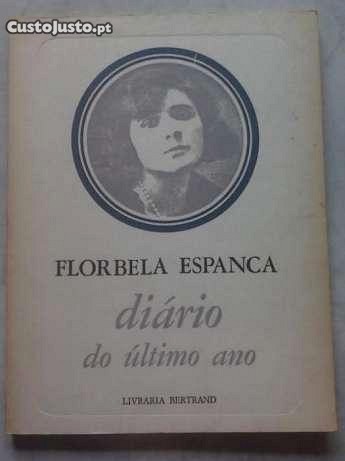 CustoJusto.pt
FLORBELA ESPANCA
diário
do último ano
LIVRARIA BERTRAND